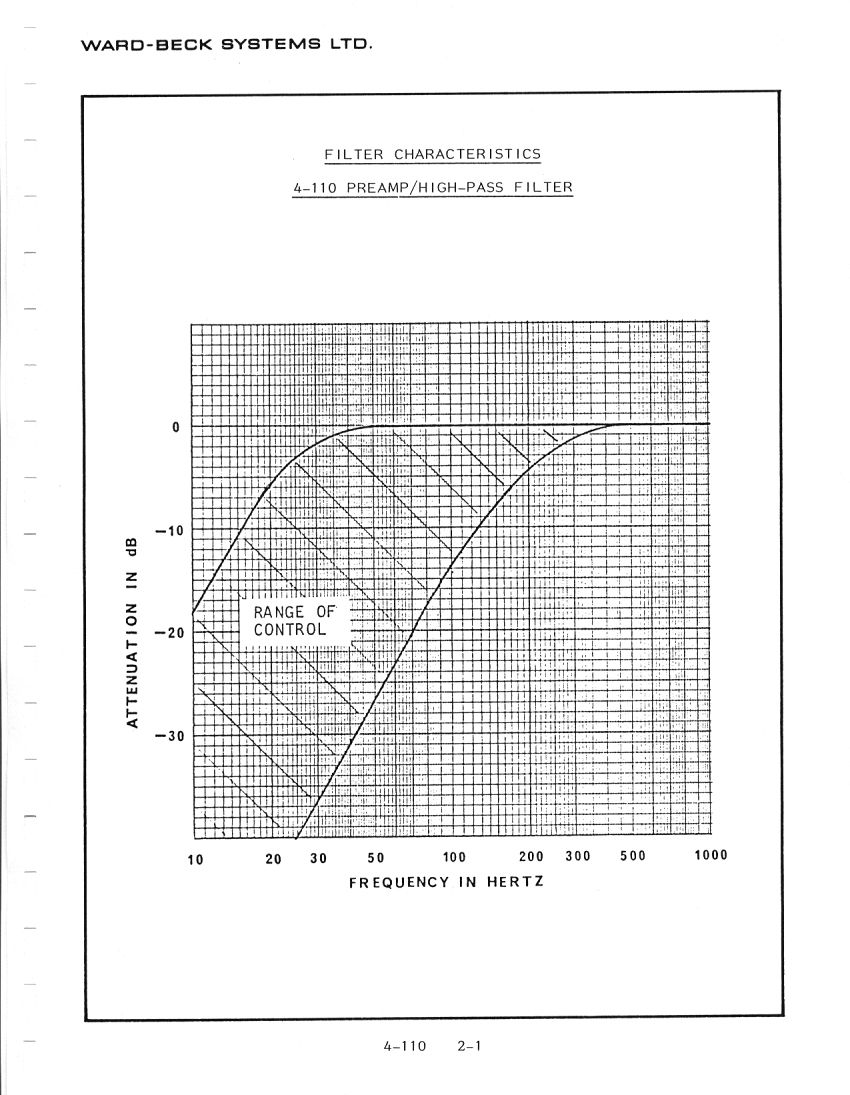 WARD-BECK SYSTEMS LTD.
FILTER CHARACTERISTICS
4-110 PREAMP/HIGH-PASS FILTER
0
-10
-20
-30
ATTENUATION IN dB
RANGE OF
CONTROL
10 20 30 50 100 200 300 500 1000
FREQUENCY IN HERTZ
4-110 2-1